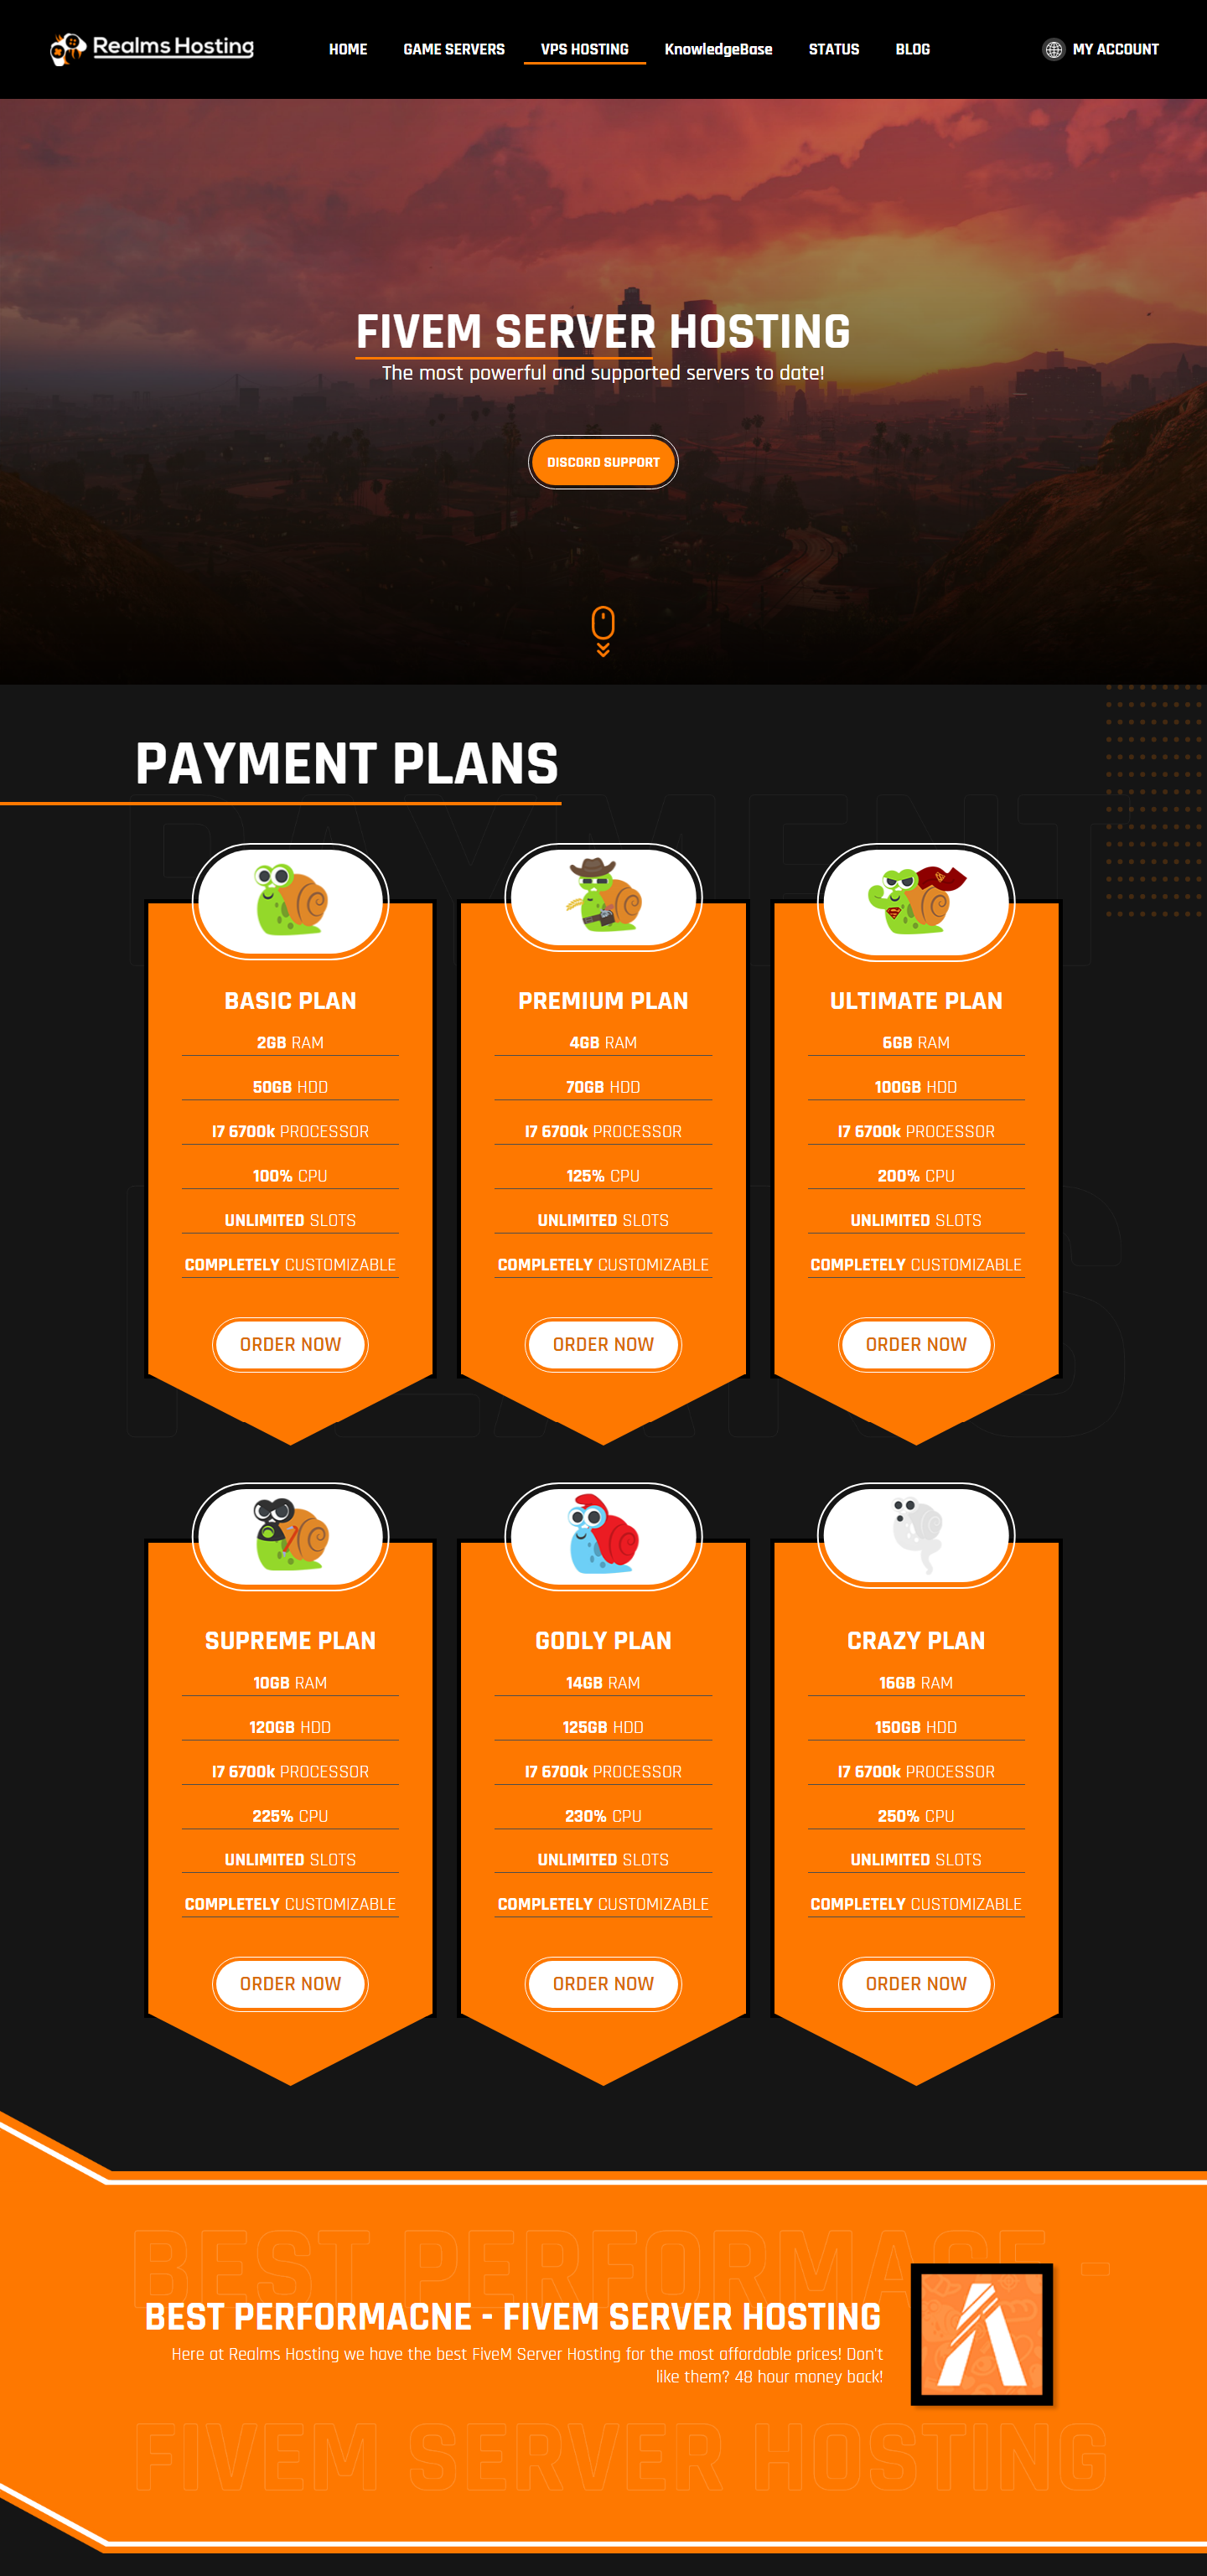 Realms Hosting
HOME GAME SERVERS VPS HOSTING KnowledgeBase STATUS BLOG MY ACCOUNT
FIVEM SERVER HOSTING
The most powerful and supported servers to date!
DISCORD SUPPORT
PAYMENT PLANS
PAYMENT
PLANS
BASIC PLAN
2GB RAM
50GB HDD
I7 6700k PROCESSOR
100% CPU
UNLIMITED SLOTS
COMPLETELY CUSTOMIZABLE
ORDER NOW
PREMIUM PLAN
4GB RAM
70GB HDD
I7 6700k PROCESSOR
125% CPU
UNLIMITED SLOTS
COMPLETELY CUSTOMIZABLE
ORDER NOW
ULTIMATE PLAN
6GB RAM
100GB HDD
I7 6700k PROCESSOR
200% CPU
UNLIMITED SLOTS
COMPLETELY CUSTOMIZABLE
ORDER NOW
SUPREME PLAN
10GB RAM
120GB HDD
I7 6700k PROCESSOR
225% CPU
UNLIMITED SLOTS
COMPLETELY CUSTOMIZABLE
ORDER NOW
GODLY PLAN
14GB RAM
125GB HDD
I7 6700k PROCESSOR
230% CPU
UNLIMITED SLOTS
COMPLETELY CUSTOMIZABLE
ORDER NOW
CRAZY PLAN
16GB RAM
150GB HDD
I7 6700k PROCESSOR
250% CPU
UNLIMITED SLOTS
COMPLETELY CUSTOMIZABLE
ORDER NOW
BEST PERFORMACE -
BEST PERFORMACNE - FIVEM SERVER HOSTING
Here at Realms Hosting we have the best FiveM Server Hosting for the most affordable prices! Don't
like them? 48 hour money back!
FIVEM SERVER HOSTING